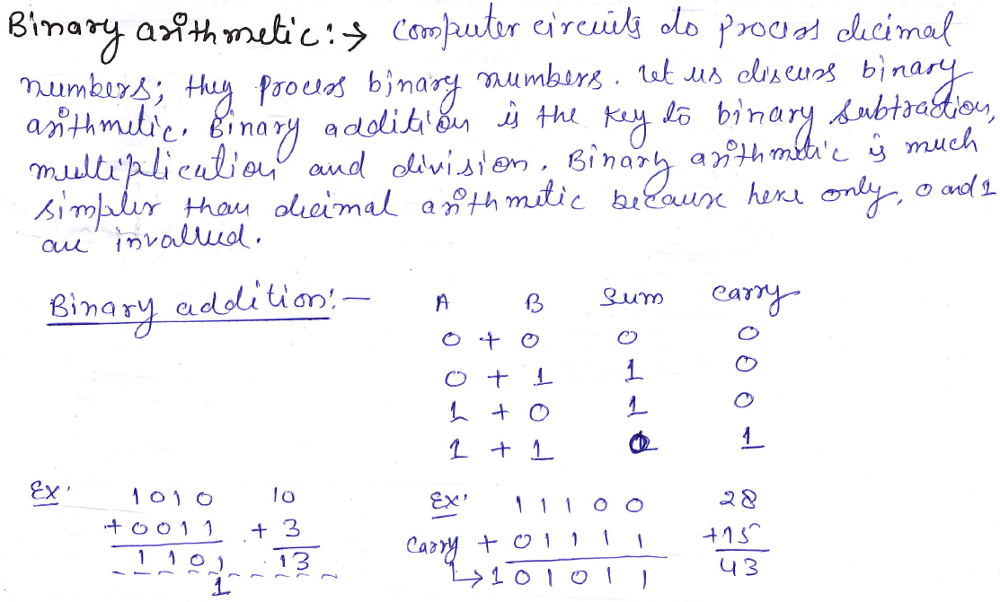 Binary arithmetic:→ Computer circuits do process decimal
numbers; they process binary numbers. Let us discuss binary
arithmetic. Binary addition is the key to binary subtraction,
multiplication and division. Binary arithmetic is much
simpler than decimal arithmetic because here only, 0 and 1
are invallued.
Binary addition:- A B Sum Carry
0 + 0 0 0
0 + 1 1 0
1 + 0 1 0
1 + 1 0 1
Ex. 1010 10 Ex. 11100 28
+0011 + 3 Carry + 01111 +15
1101 13 ↳101011 43
1